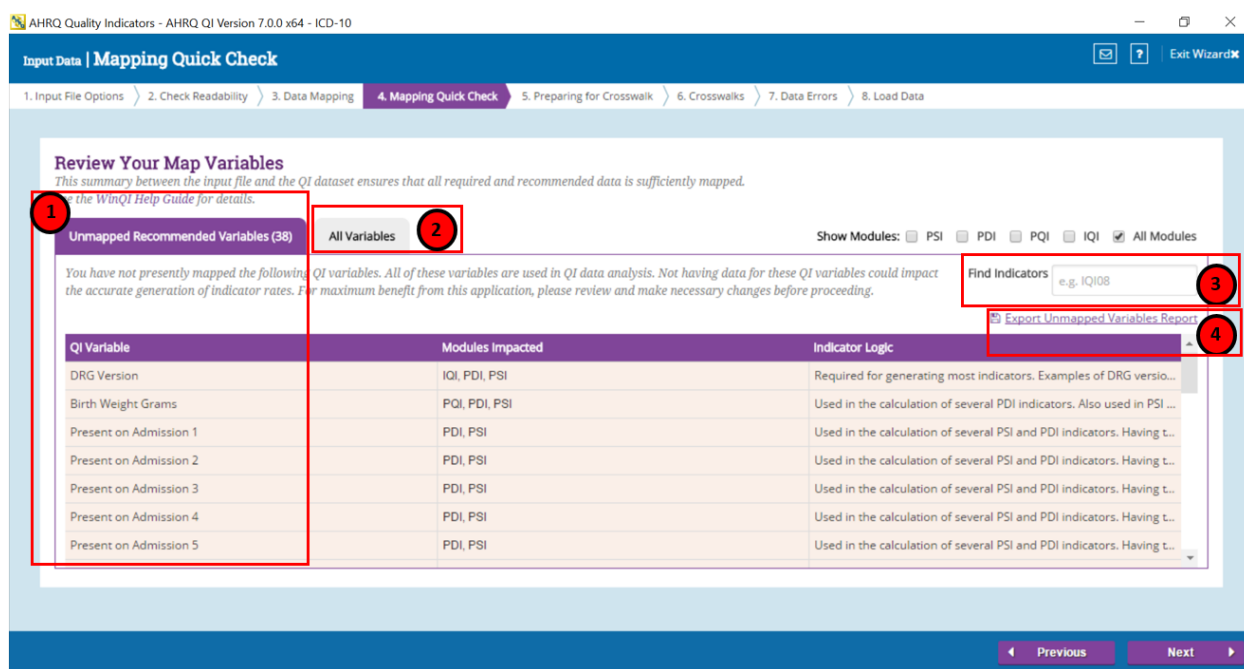 AHRQ Quality Indicators - AHRQ QI Version 7.0.0 x64 - ICD-10
Input Data | Mapping Quick Check
Exit Wizard
1. Input File Options 2. Check Readability 3. Data Mapping 4. Mapping Quick Check 5. Preparing for Crosswalk 6. Crosswalks 7. Data Errors 8. Load Data
Review Your Map Variables
This summary between the input file and the QI dataset ensures that all required and recommended data is sufficiently mapped.
the WinQI Help Guide for details.
1
2
Unmapped Recommended Variables (38) All Variables
Show Modules: PSI PDI PQI IQI All Modules
You have not presently mapped the following QI variables. All of these variables are used in QI data analysis. Not having data for these QI variables could impact
the accurate generation of indicator rates. For maximum benefit from this application, please review and make necessary changes before proceeding.
Find Indicators e.g. IQI08
3
Export Unmapped Variables Report
4
QI Variable Modules Impacted Indicator Logic
DRG Version IQI, PDI, PSI Required for generating most indicators. Examples of DRG versio...
Birth Weight Grams PQI, PDI, PSI Used in the calculation of several PDI indicators. Also used in PSI ...
Present on Admission 1 PDI, PSI Used in the calculation of several PSI and PDI indicators. Having t...
Present on Admission 2 PDI, PSI Used in the calculation of several PSI and PDI indicators. Having t...
Present on Admission 3 PDI, PSI Used in the calculation of several PSI and PDI indicators. Having t...
Present on Admission 4 PDI, PSI Used in the calculation of several PSI and PDI indicators. Having t...
Present on Admission 5 PDI, PSI Used in the calculation of several PSI and PDI indicators. Having t...
Previous Next